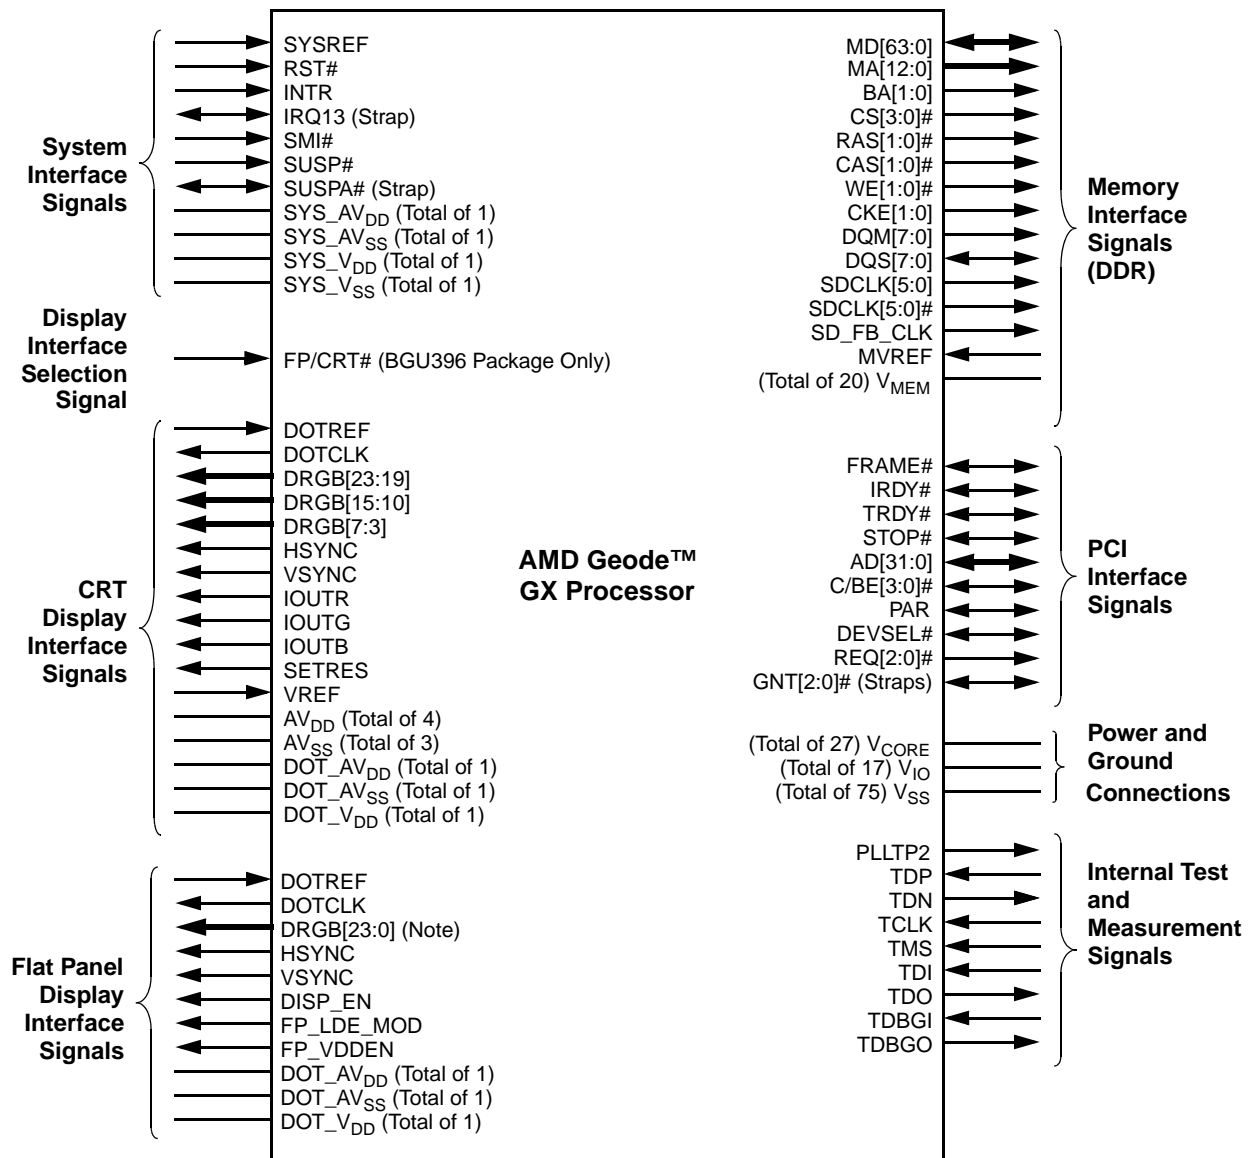 System
Interface
Signals
SYSREF
RST#
INTR
IRQ13 (Strap)
SMI#
SUSP#
SUSPA# (Strap)
SYS_AVDD (Total of 1)
SYS_AVSS (Total of 1)
SYS_VDD (Total of 1)
SYS_VSS (Total of 1)
Display
Interface
Selection
Signal
FP/CRT# (BGU396 Package Only)
CRT
Display
Interface
Signals
DOTREF
DOTCLK
DRGB[23:19]
DRGB[15:10]
DRGB[7:3]
HSYNC
VSYNC
IOUTR
IOUTG
IOUTB
SETRES
VREF
AVDD (Total of 4)
AVSS (Total of 3)
DOT_AVDD (Total of 1)
DOT_AVSS (Total of 1)
DOT_VDD (Total of 1)
Flat Panel
Display
Interface
Signals
DOTREF
DOTCLK
DRGB[23:0] (Note)
HSYNC
VSYNC
DISP_EN
FP_LDE_MOD
FP_VDDEN
DOT_AVDD (Total of 1)
DOT_AVSS (Total of 1)
DOT_VDD (Total of 1)
AMD Geode™
GX Processor
MD[63:0]
MA[12:0]
BA[1:0]
CS[3:0]#
RAS[1:0]#
CAS[1:0]#
WE[1:0]#
CKE[1:0]
DQM[7:0]
DQS[7:0]
SDCLK[5:0]
SDCLK[5:0]#
SD_FB_CLK
MVREF
(Total of 20) VMEM
Memory
Interface
Signals
(DDR)
FRAME#
IRDY#
TRDY#
STOP#
AD[31:0]
C/BE[3:0]#
PAR
DEVSEL#
REQ[2:0]#
GNT[2:0]# (Straps)
PCI
Interface
Signals
(Total of 27) VCORE
(Total of 17) VIO
(Total of 75) VSS
Power and
Ground
Connections
PLLTP2
TDP
TDN
TCLK
TMS
TDI
TDO
TDBGI
TDBGO
Internal Test
and
Measurement
Signals